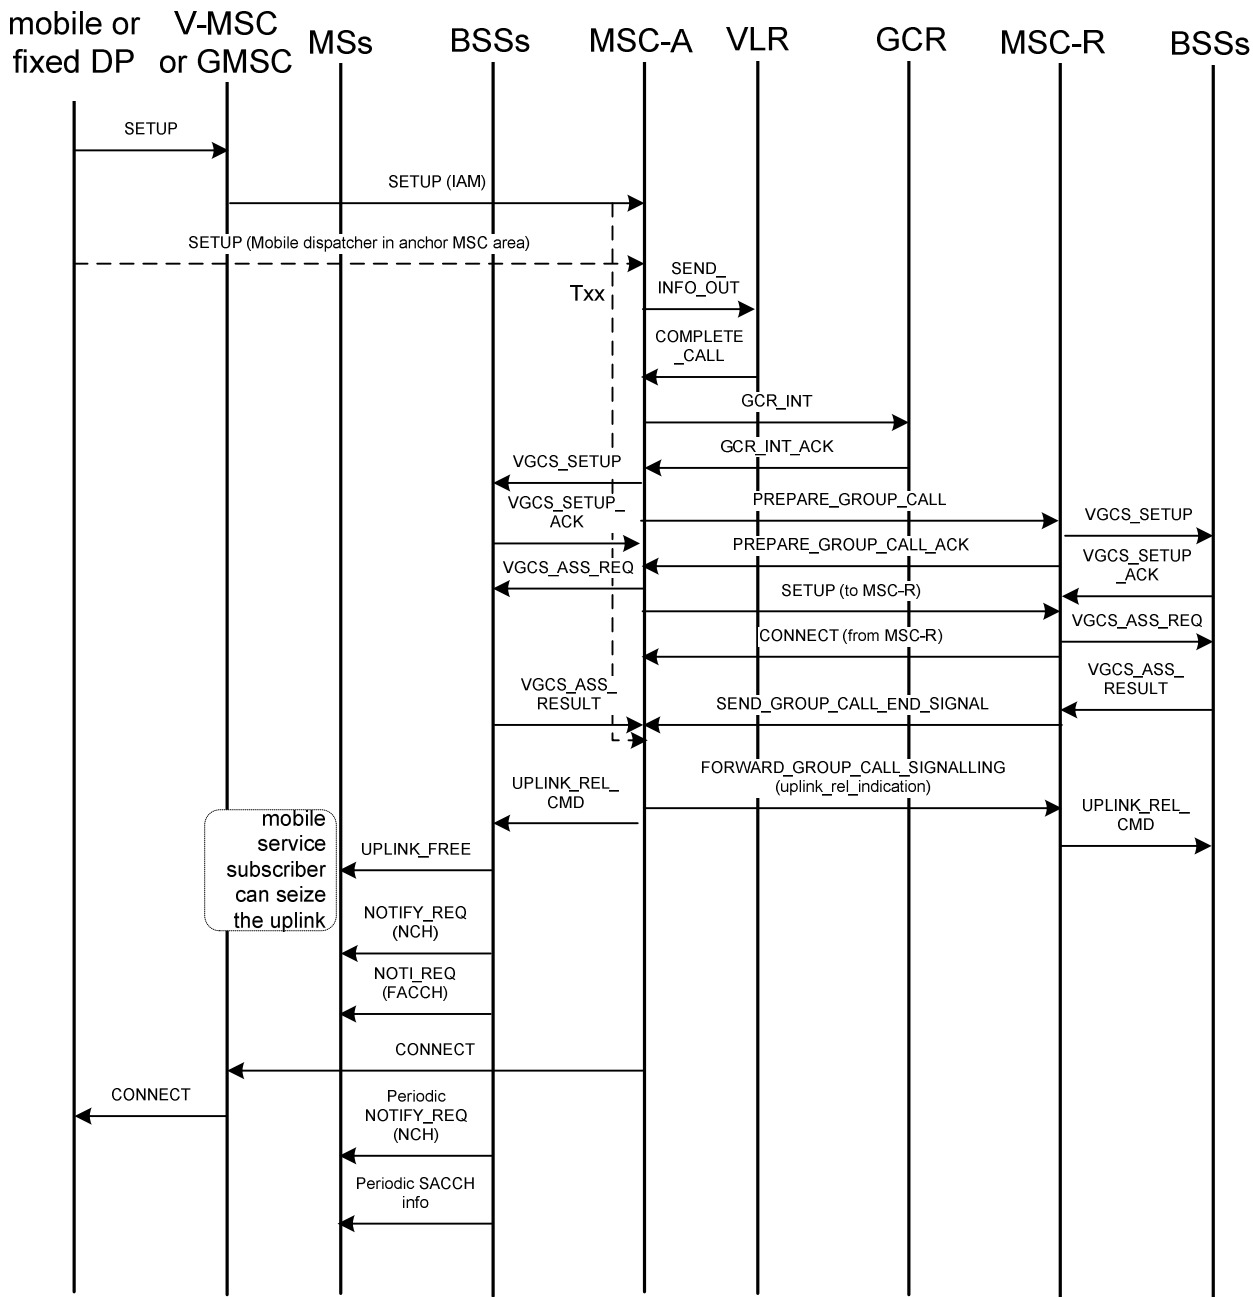 mobile or
fixed DP
V-MSC
or GMSC
MSs
BSSs
MSC-A
VLR
GCR
MSC-R
BSSs
SETUP
SETUP (IAM)
SETUP (Mobile dispatcher in anchor MSC area)
Txx
SEND_
INFO_OUT
COMPLETE
_CALL
GCR_INT
GCR_INT_ACK
VGCS_SETUP
PREPARE_GROUP_CALL
VGCS_SETUP
VGCS_SETUP_
ACK
PREPARE_GROUP_CALL_ACK
VGCS_SETUP
_ACK
VGCS_ASS_REQ
SETUP (to MSC-R)
VGCS_ASS_REQ
CONNECT (from MSC-R)
VGCS_ASS_
RESULT
VGCS_ASS_
RESULT
SEND_GROUP_CALL_END_SIGNAL
FORWARD_GROUP_CALL_SIGNALLING
(uplink_rel_indication)
UPLINK_REL_
CMD
UPLINK_REL_
CMD
mobile
service
subscriber
can seize
the uplink
UPLINK_FREE
NOTIFY_REQ
(NCH)
NOTI_REQ
(FACCH)
CONNECT
CONNECT
Periodic
NOTIFY_REQ
(NCH)
Periodic SACCH
info